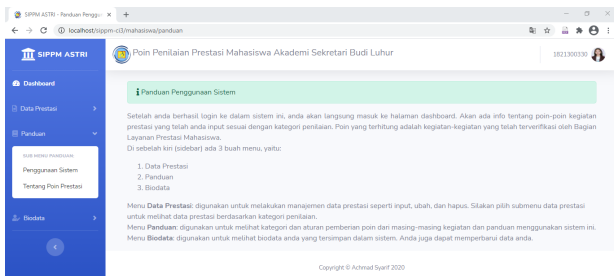 SIPPM ASTRI - Panduan Penggu
localhost/sippm-ci3/mahasiswa/panduan
SIPPM ASTRI
Poin Penilaian Prestasi Mahasiswa Akademi Sekretari Budi Luhur
1821300330
Dashboard
Data Prestasi
Panduan
SUB MENU PANDUAN:
Penggunaan Sistem
Tentang Poin Prestasi
Biodata
Panduan Penggunaan Sistem
Setelah anda berhasil login ke dalam sistem ini, anda akan langsung masuk ke halaman dashboard. Akan ada info tentang poin-poin kegiatan
prestasi yang telah anda input sesuai dengan kategori penilaian. Poin yang terhitung adalah kegiatan-kegiatan yang telah terverifikasi oleh Bagian
Layanan Prestasi Mahasiswa.
Di sebelah kiri (sidebar) ada 3 buah menu, yaitu:
1. Data Prestasi
2. Panduan
3. Biodata
Menu Data Prestasi: digunakan untuk melakukan manajemen data prestasi seperti input, ubah, dan hapus. Silakan pilih submenu data prestasi
untuk melihat data prestasi berdasarkan kategori penilaian.
Menu Panduan: digunakan untuk melihat kategori dan aturan pemberian poin dari masing-masing kegiatan dan panduan menggunakan sistem ini.
Menu Biodata: digunakan untuk melihat biodata anda yang tersimpan dalam sistem. Anda juga dapat memperbarui data anda.
Copyright © Achmad Syarif 2020